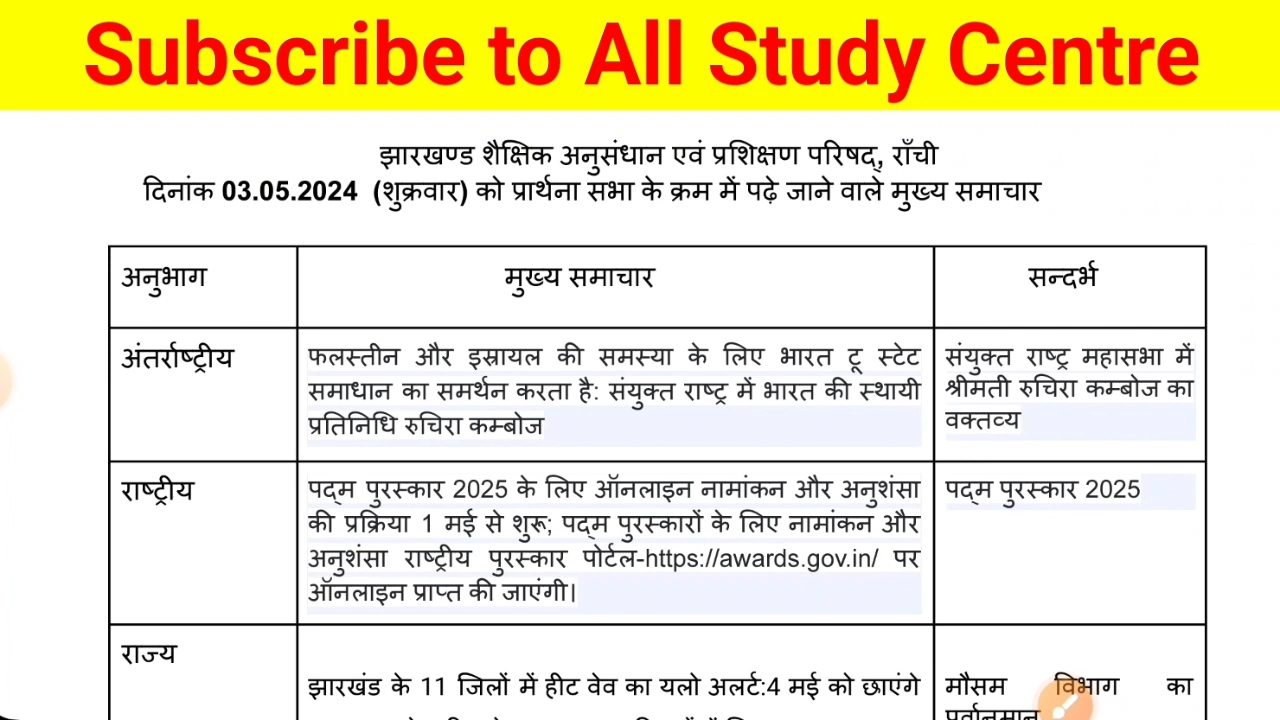 Subscribe to All Study Centre
झारखण्ड शैक्षिक अनुसंधान एवं प्रशिक्षण परिषद्, राँची
दिनांक 03.05.2024 (शुक्रवार) को प्रार्थना सभा के क्रम में पढ़े जाने वाले मुख्य समाचार
अनुभाग
मुख्य समाचार
सन्दर्भ
अंतर्राष्ट्रीय
फलस्तीन और इस्रायल की समस्या के लिए भारत टू स्टेट
समाधान का समर्थन करता है: संयुक्त राष्ट्र में भारत की स्थायी
प्रतिनिधि रुचिरा कम्बोज
संयुक्त राष्ट्र महासभा में
श्रीमती रुचिरा कम्बोज का
वक्तव्य
राष्ट्रीय
पद्म पुरस्कार 2025 के लिए ऑनलाइन नामांकन और अनुशंसा
की प्रक्रिया 1 मई से शुरू; पद्म पुरस्कारों के लिए नामांकन और
अनुशंसा राष्ट्रीय पुरस्कार पोर्टल-https://awards.gov.in/ पर
ऑनलाइन प्राप्त की जाएंगी।
पद्म पुरस्कार 2025
राज्य
झारखंड के 11 जिलों में हीट वेव का यलो अलर्ट:4 मई को छाएंगे
मौसम विभाग का
पूर्वानुमान